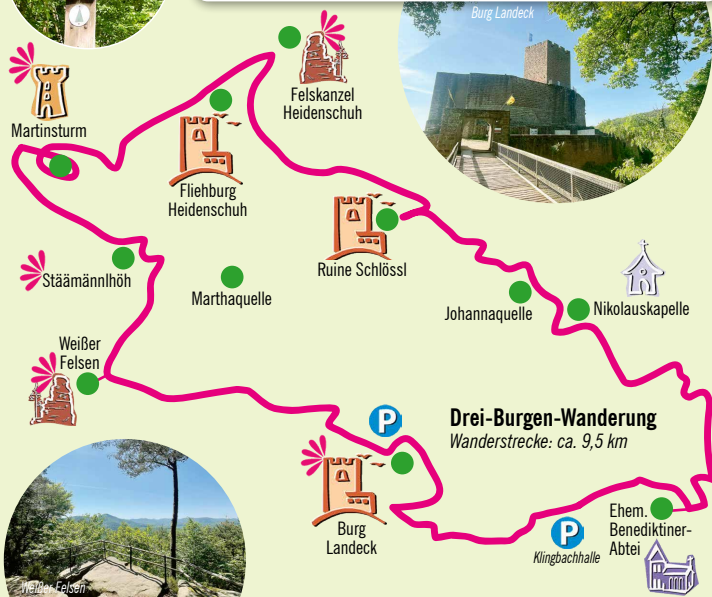 Burg Landeck
Felskanzel
Heidenschuh
Martinsturm
Fliehburg
Heidenschuh
Ruine Schlössl
Stäämännlhöh
Marthaquelle
Johannaquelle
Nikolauskapelle
Weißer
Felsen
P
Drei-Burgen-Wanderung
Wanderstrecke: ca. 9,5 km
Burg
Landeck
P
Klingbachhalle
Ehem.
Benediktiner-
Abtei
Weißer Felsen